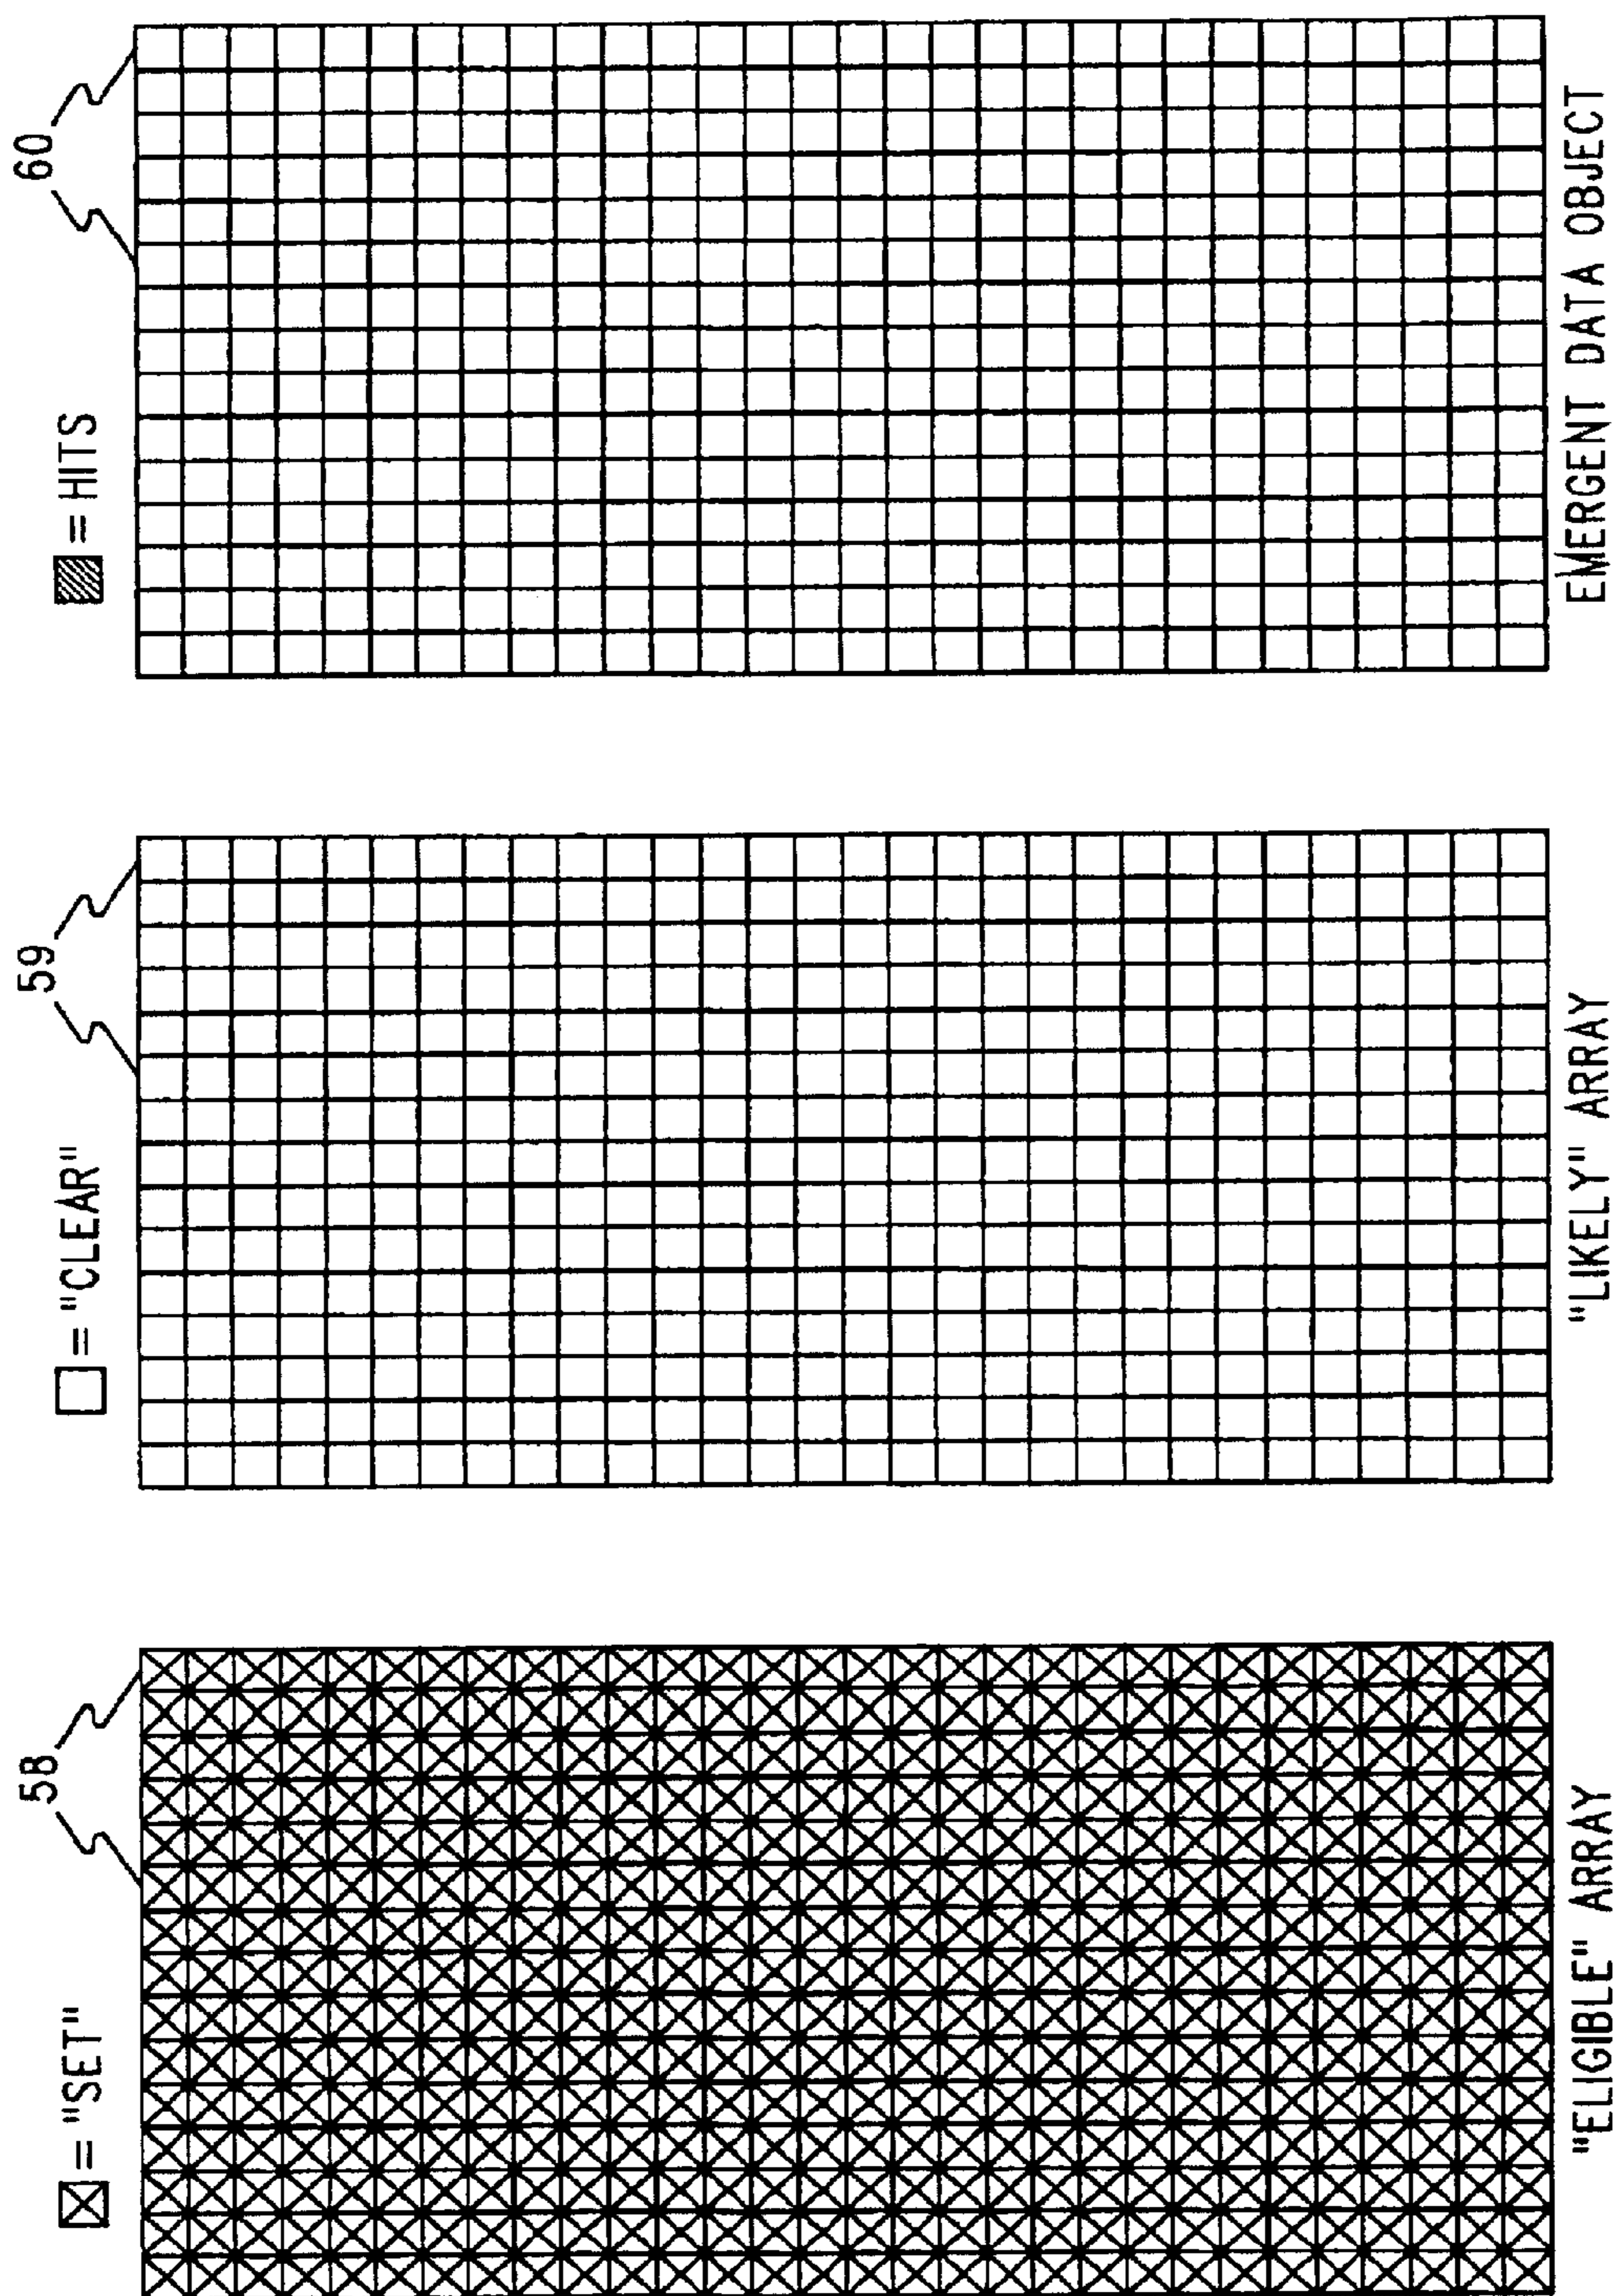 58
= "SET"
"ELIGIBLE" ARRAY
59
= "CLEAR"
"LIKELY" ARRAY
60
= HITS
EMERGENT DATA OBJECT